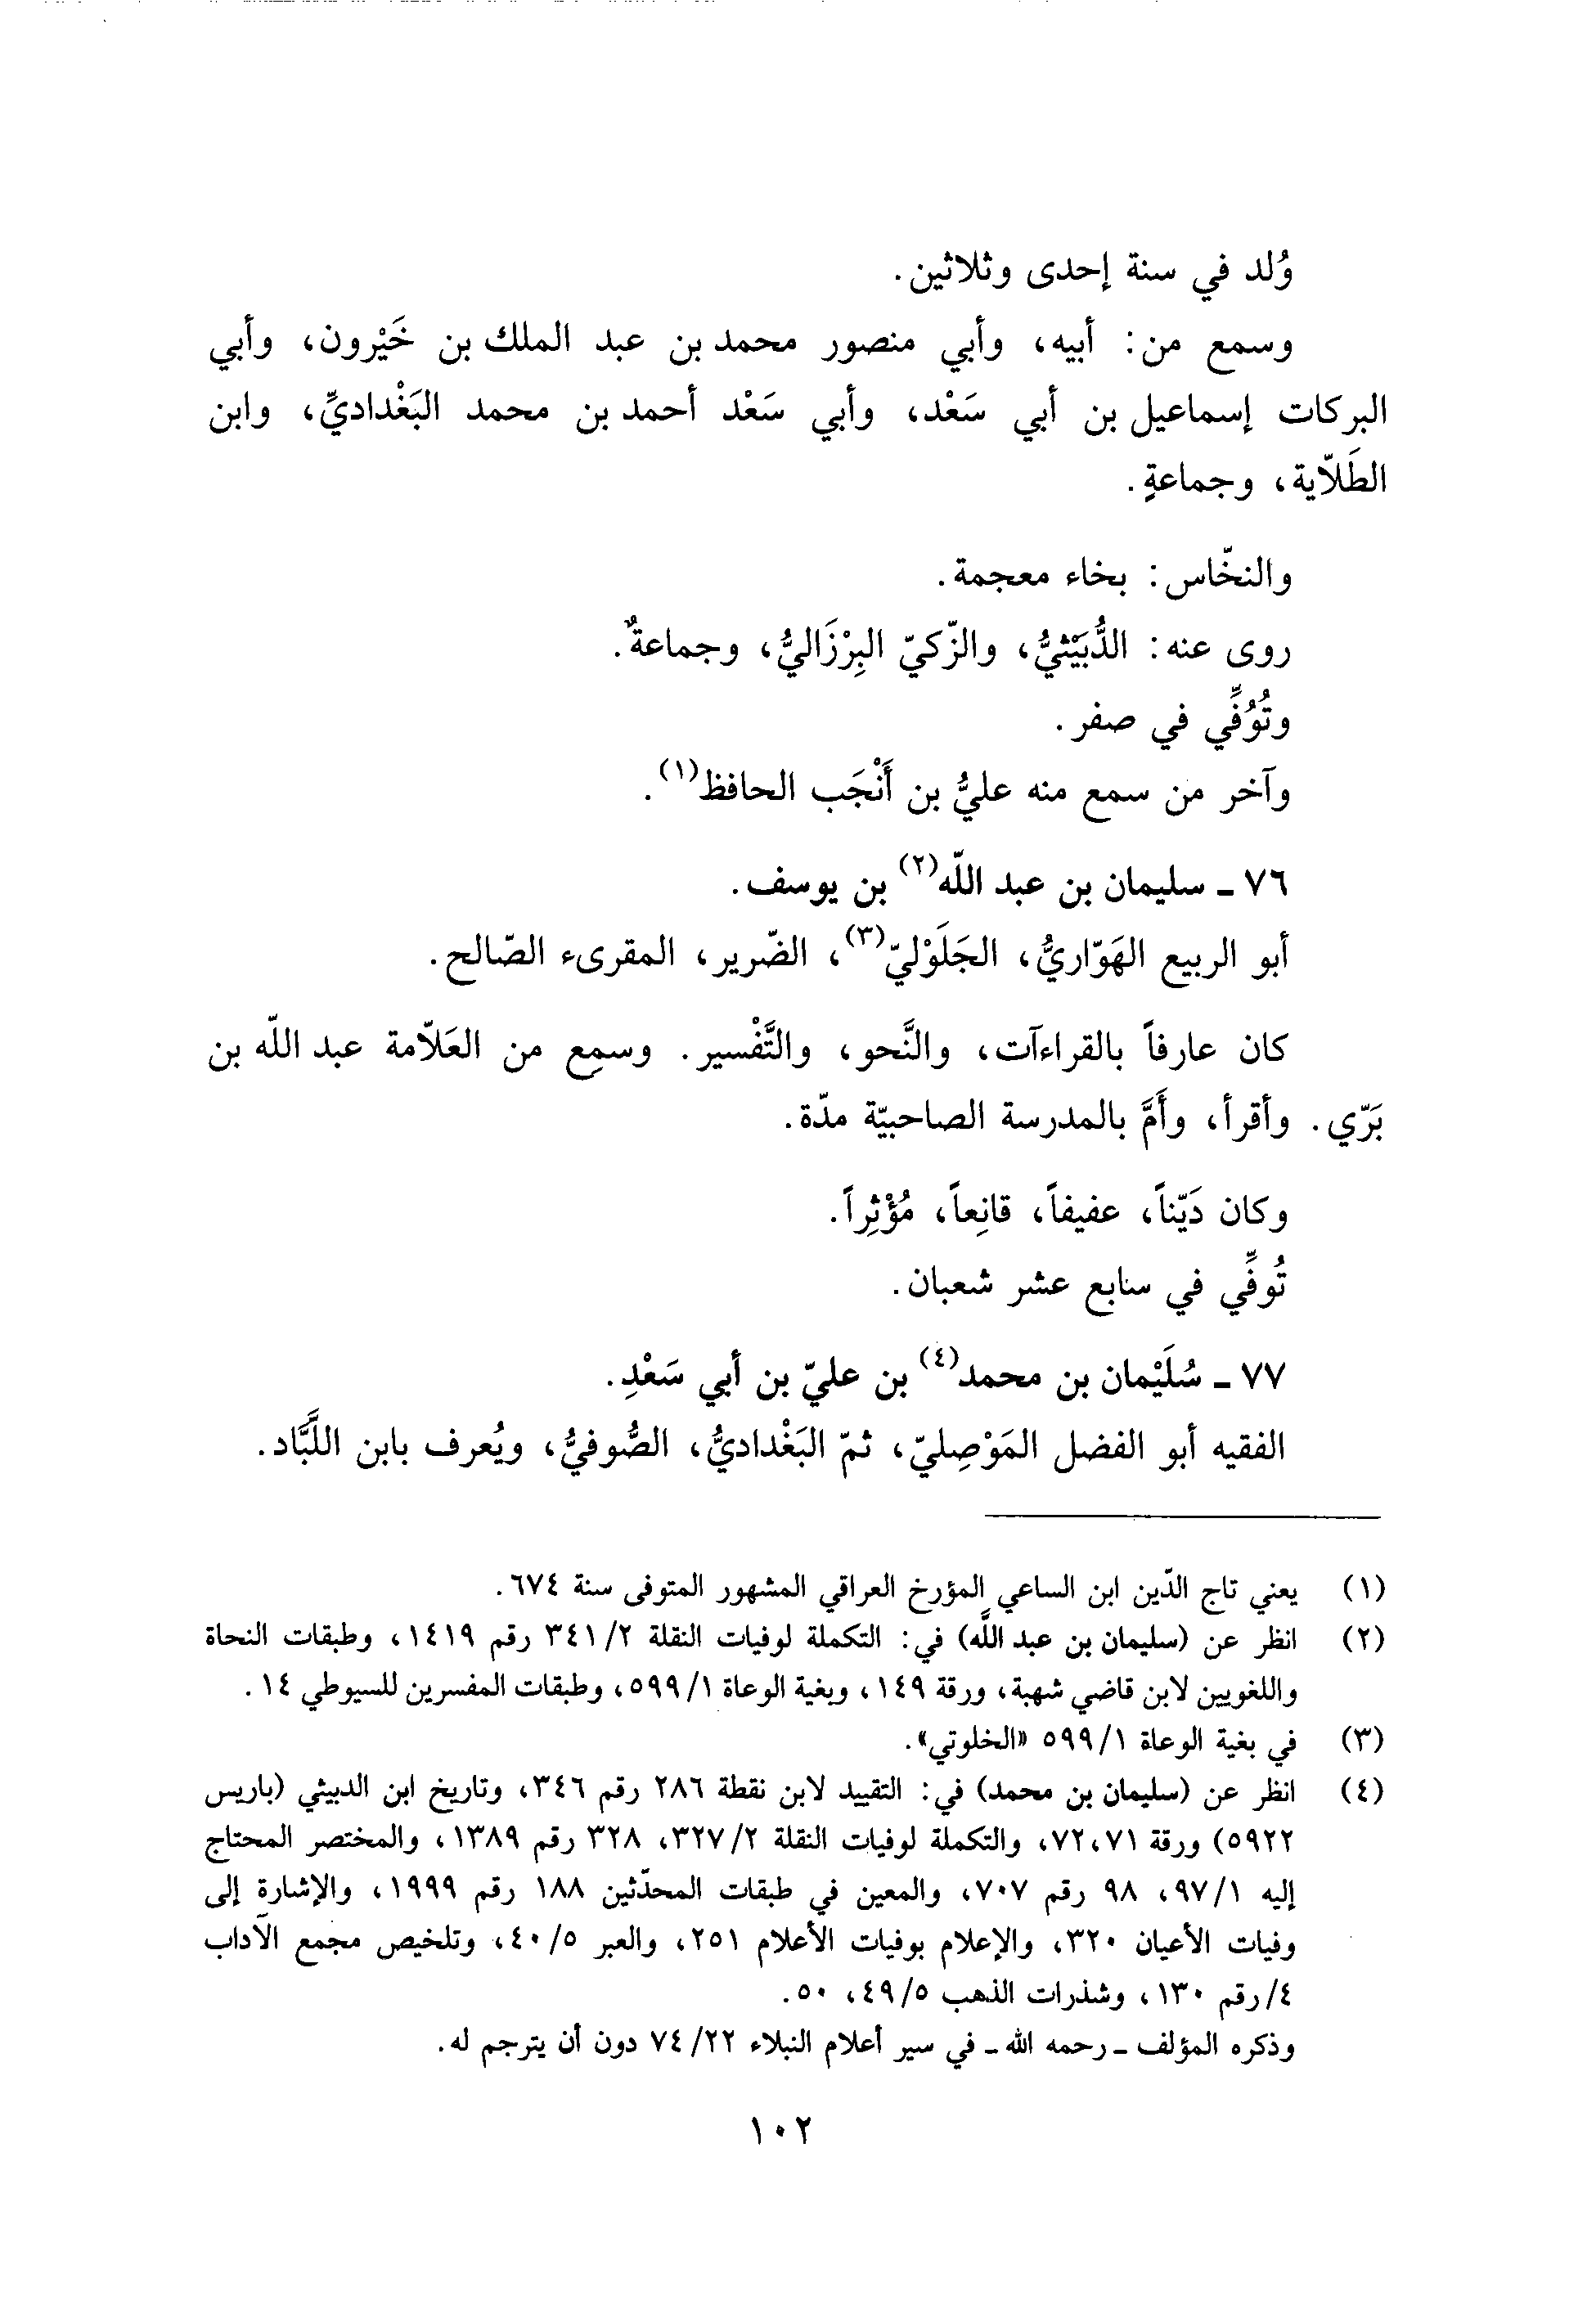 وُلد في سنة إحدى وثلاثين.
وسمع من: أبيه، وأبي منصور محمد بن عبد الملك بن خَيْرون، وأبي
البركات إسماعيل بن أبي سَعْد، وأبي سَعْد أحمد بن محمد البَغْداديِّ، وابن
الطَلّاية، وجماعةٍ.
والنخّاس: بخاء معجمة.
روى عنه: الدُّبَيْثيُّ، والزّكيّ البِرْزَاليُّ، وجماعةٌ.
وتُوُفِّي في صفر.
وآخر من سمع منه عليُّ بن أَنْجَب الحافظ(١).
٧٦ ـ سليمان بن عبد اللّه(٢) بن يوسف.
أبو الربيع الهَوّاريُّ، الجَلَوْليّ(٣)، الضّرير، المقرىء الصّالح.
كان عارفاً بالقراءآت، والنَّحو، والتَّفْسير. وسمِع من العَلاّمة عبد اللّه بن
بَرّي. وأقرأ، وأَمَّ بالمدرسة الصاحبيّة مدّة.
وكان دَيّناً، عفيفاً، قانِعاً، مُؤْثِراً.
تُوفِّي في سابع عشر شعبان.
٧٧ ـ سُلَيْمان بن محمد(٤) بن عليّ بن أبي سَعْدِ.
الفقيه أبو الفضل المَوْصِليّ، ثمّ البَغْداديُّ، الصُّوفيُّ، ويُعرف بابن اللَّبَّاد.
(١) يعني تاج الدّين ابن الساعي المؤرخ العراقي المشهور المتوفى سنة ٦٧٤.
(٢) انظر عن (سليمان بن عبد اللَّه) في: التكملة لوفيات النقلة ٣٤١/٢ رقم ١٤١٩، وطبقات النحاة
واللغويين لابن قاضي شهبة، ورقة ١٤٩، وبغية الوعاة ٥٩٩/١، وطبقات المفسرين للسيوطي ١٤.
(٣) في بغية الوعاة ٥٩٩/١ «الخلوتي».
(٤) انظر عن (سليمان بن محمد) في: التقييد لابن نقطة ٢٨٦ رقم ٣٤٦، وتاريخ ابن الدبيثي (باريس
٥٩٢٢) ورقة ٧١،٧٢، والتكملة لوفيات النقلة ٣٢٧/٢، ٣٢٨ رقم ١٣٨٩، والمختصر المحتاج
إليه ٩٧/١، ٩٨ رقم ٧٠٧، والمعين في طبقات المحدّثين ١٨٨ رقم ١٩٩٩، والإشارة إلى
وفيات الأعيان ٣٢٠، والإعلام بوفيات الأعلام ٢٥١، والعبر ٤٠/٥، وتلخيص مجمع الآداب
٤/رقم ١٣٠، وشذرات الذهب ٤٩/٥، ٥٠.
وذكره المؤلف ـ رحمه الله ـ في سير أعلام النبلاء ٧٤/٢٢ دون أن يترجم له.
١٠٢